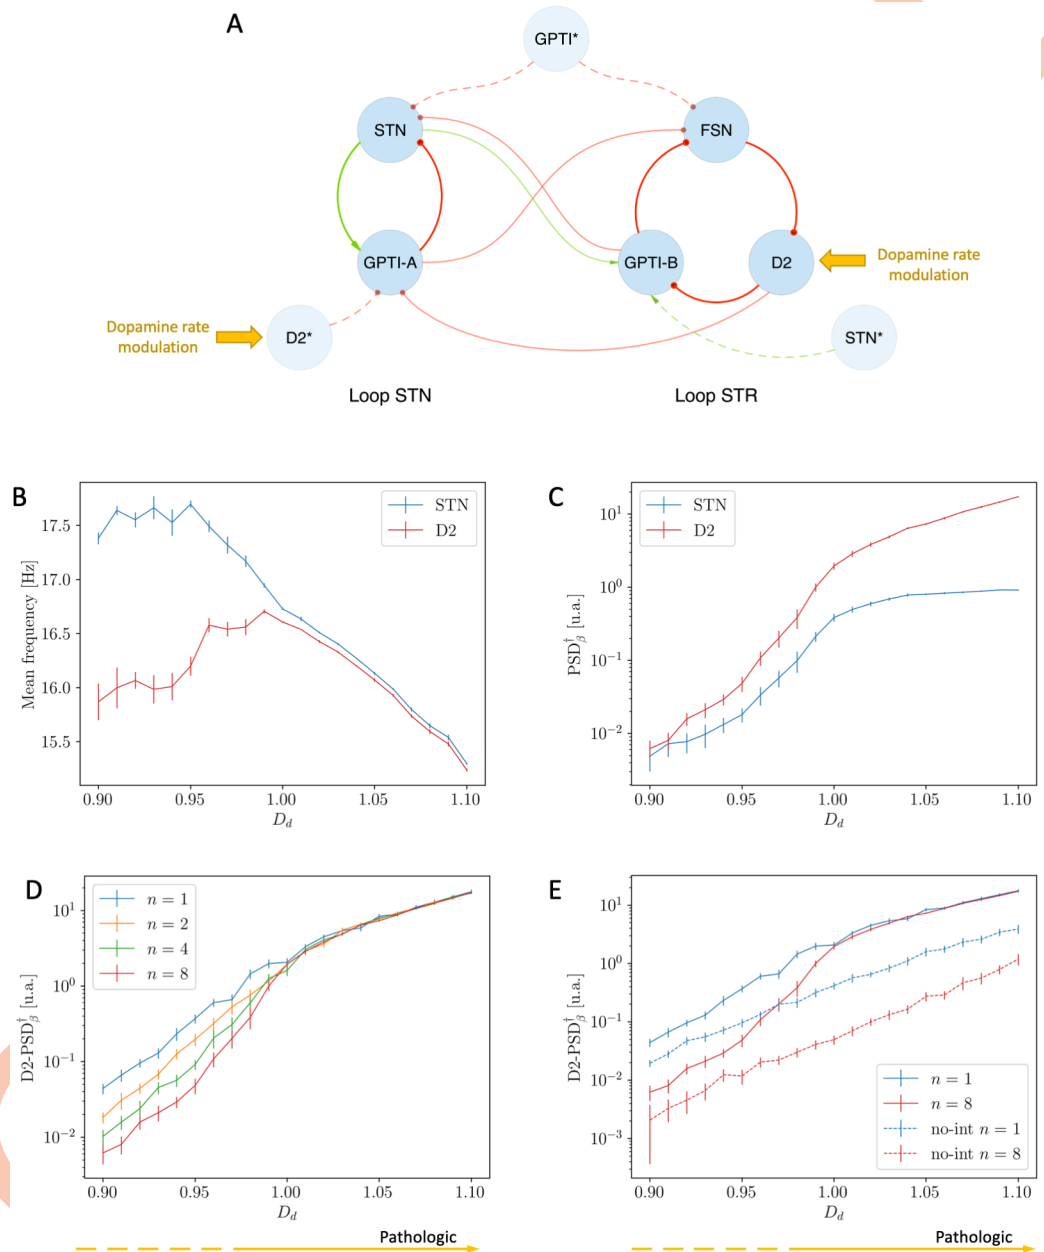 A
GPTI*
STN
FSN
GPTI-A
GPTI-B
D2
Dopamine rate
modulation
Dopamine rate
modulation
D2*
STN*
Loop STN
Loop STR
B
STN
D2
17.5
17.0
16.5
16.0
15.5
Mean frequency [Hz]
0.90 0.95 1.00 1.05 1.10
D_d
C
STN
D2
10^1
10^0
10^-1
10^-2
PSD_β^† [u.a.]
0.90 0.95 1.00 1.05 1.10
D_d
D
n = 1
n = 2
n = 4
n = 8
10^1
10^0
10^-1
10^-2
D2-PSD_β^† [u.a.]
0.90 0.95 1.00 1.05 1.10
D_d
Pathologic
E
10^1
10^0
10^-1
10^-2
10^-3
D2-PSD_β^† [u.a.]
n = 1
n = 8
no-int n = 1
no-int n = 8
0.90 0.95 1.00 1.05 1.10
D_d
Pathologic